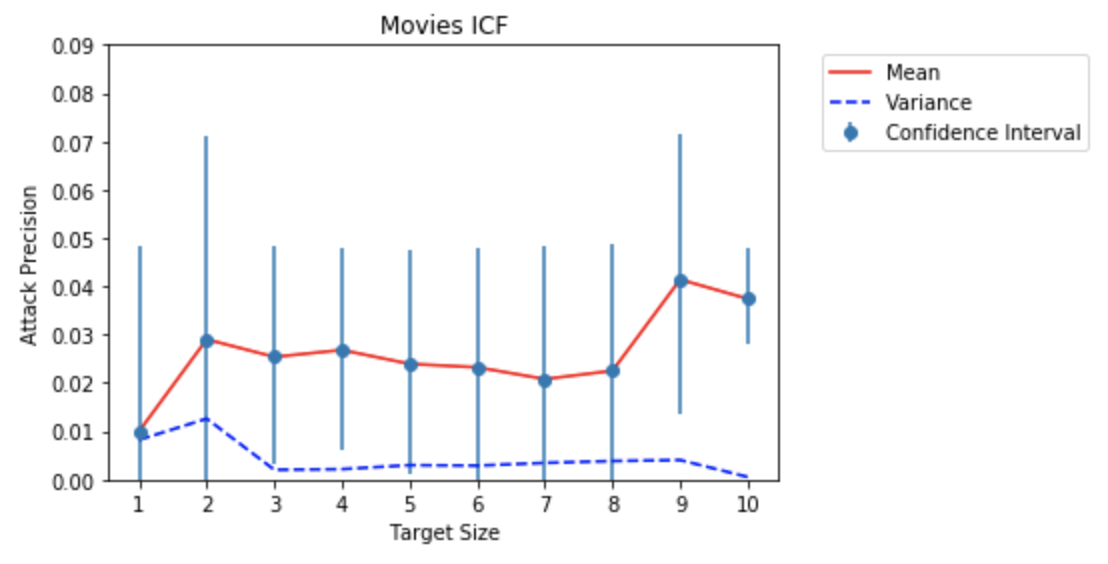 Movies ICF
0.09
0.08
0.07
0.06
0.05
0.04
0.03
0.02
0.01
0.00
Attack Precision
1 2 3 4 5 6 7 8 9 10
Target Size
Mean
Variance
Confidence Interval